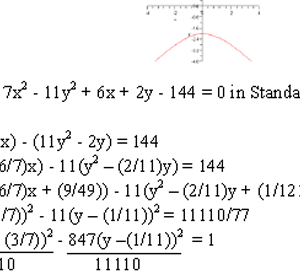 7x² - 11y² + 6x + 2y - 144 = 0 in Standa
x) - (11y² - 2y) = 144
6/7)x) - 11(y² – (2/11)y) = 144
6/7)x + (9/49)) - 11(y² – (2/11)y + (1/121
/7))² - 11(y – (1/11))² = 11110/77
(3/7))² - 847(y –(1/11))² = 1
10 11110